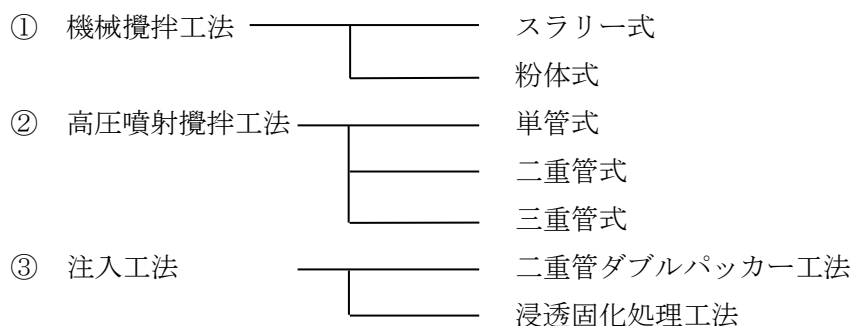 ① 機械攪拌工法 スラリー式
粉体式
② 高圧噴射攪拌工法 単管式
二重管式
三重管式
③ 注入工法 二重管ダブルパッカー工法
浸透固化処理工法